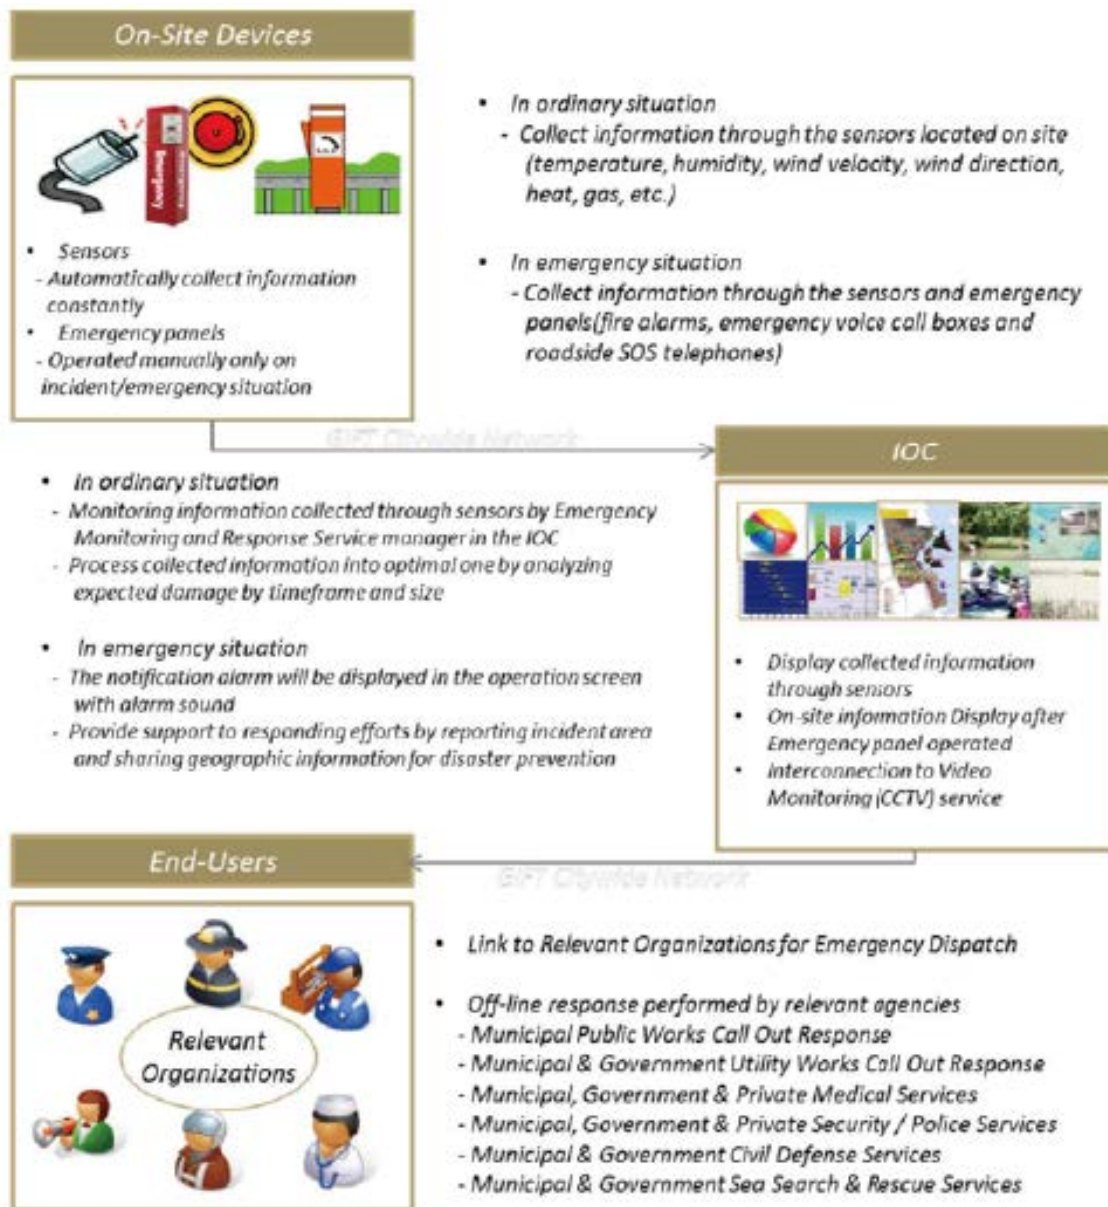 On-Site Devices
Emergency
• Sensors
- Automatically collect information
constantly
• Emergency panels
- Operated manually only on
incident/emergency situation
• In ordinary situation
- Collect information through the sensors located on site
(temperature, humidity, wind velocity, wind direction,
heat, gas, etc.)
• In emergency situation
- Collect information through the sensors and emergency
panels(fire alarms, emergency voice call boxes and
roadside SOS telephones)
GIFT Citywide Network
• In ordinary situation
- Monitoring information collected through sensors by Emergency
Monitoring and Response Service manager in the IOC
- Process collected information into optimal one by analyzing
expected damage by timeframe and size
• In emergency situation
- The notification alarm will be displayed in the operation screen
with alarm sound
- Provide support to responding efforts by reporting incident area
and sharing geographic information for disaster prevention
IOC
• Display collected information
through sensors
• On-site information Display after
Emergency panel operated
• Interconnection to Video
Monitoring (CCTV) service
GIFT Citywide Network
End-Users
Relevant
Organizations
• Link to Relevant Organizations for Emergency Dispatch
• Off-line response performed by relevant agencies
- Municipal Public Works Call Out Response
- Municipal & Government Utility Works Call Out Response
- Municipal, Government & Private Medical Services
- Municipal, Government & Private Security / Police Services
- Municipal & Government Civil Defense Services
- Municipal & Government Sea Search & Rescue Services